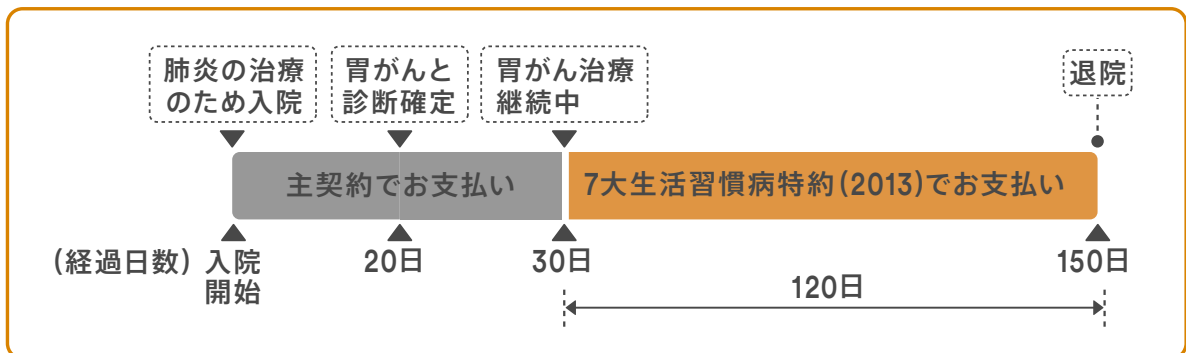 肺炎の治療
のため入院
胃がんと
診断確定
胃がん治療
継続中
退院
主契約でお支払い
7大生活習慣病特約(2013)でお支払い
(経過日数)
入院
開始
20日
30日
150日
120日